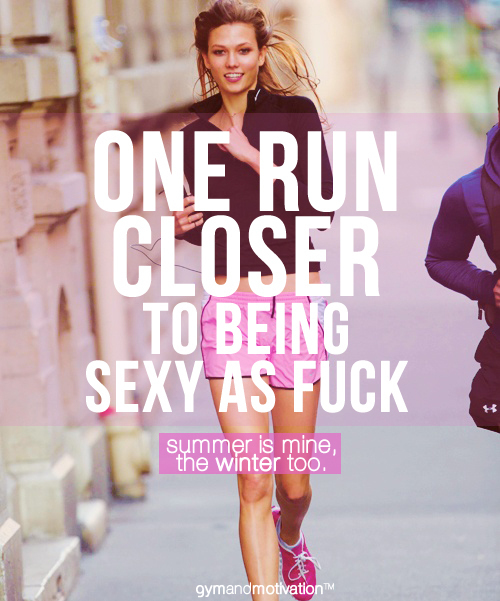 ONE RUN
CLOSER
TO BEING
SEXY AS FUCK
summer is mine,
the winter too.
gymandmotivation™